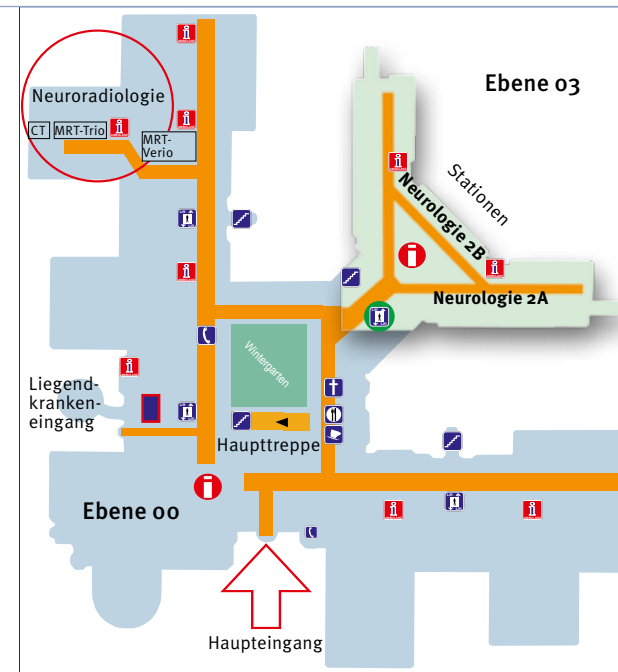 Ebene 03
Neuroradiologie
CT
MRT-Trio
MRT-
Verio
Stationen
Neurologie 2B
Neurologie 2A
Wintergarten
Liegend-
kranken-
eingang
Haupttreppe
Ebene 00
Haupteingang